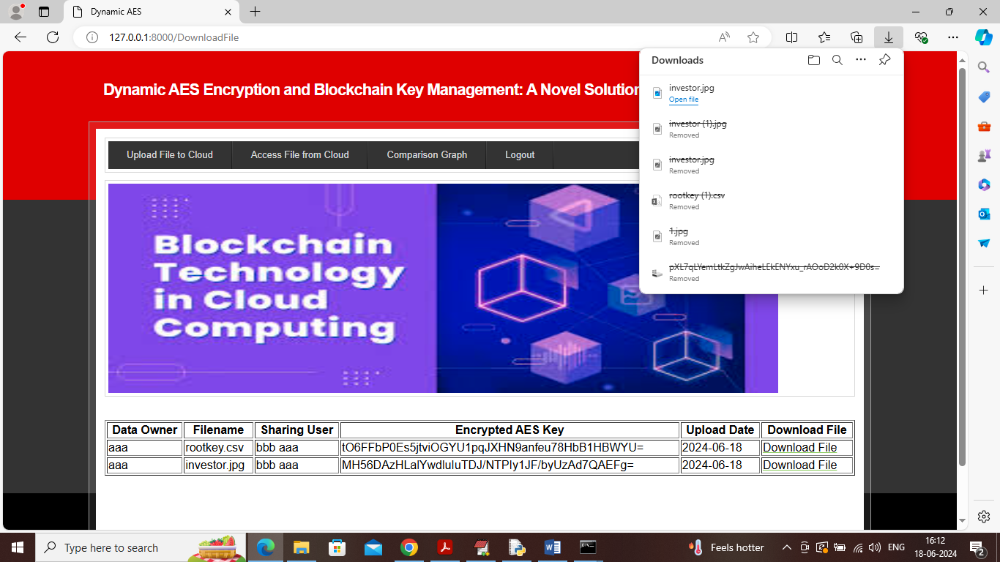 Dynamic AES
127.0.0.1:8000/DownloadFile
Dynamic AES Encryption and Blockchain Key Management: A Novel Solution
Upload File to Cloud
Access File from Cloud
Comparison Graph
Logout
Downloads
investor.jpg
Open file
investor (1).jpg
Removed
investor.jpg
Removed
rootkey (1).csv
Removed
1.jpg
Removed
Removed
Blockchain
Technology
in Cloud
Computing
Data Owner Filename Sharing User Encrypted AES Key Upload Date Download File
aaa rootkey.csv bbb aaa tO6FFbP0Es5jtviOGYU1pqJXHN9anfeu78HbB1HBWYU= 2024-06-18 Download File
aaa investor.jpg bbb aaa 2024-06-18 Download File
Type here to search
Feels hotter
ENG
16:12
18-06-2024
2